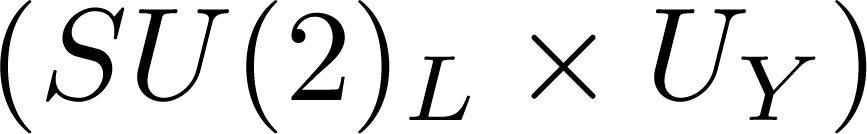 (SU(2)_L × U_Y)